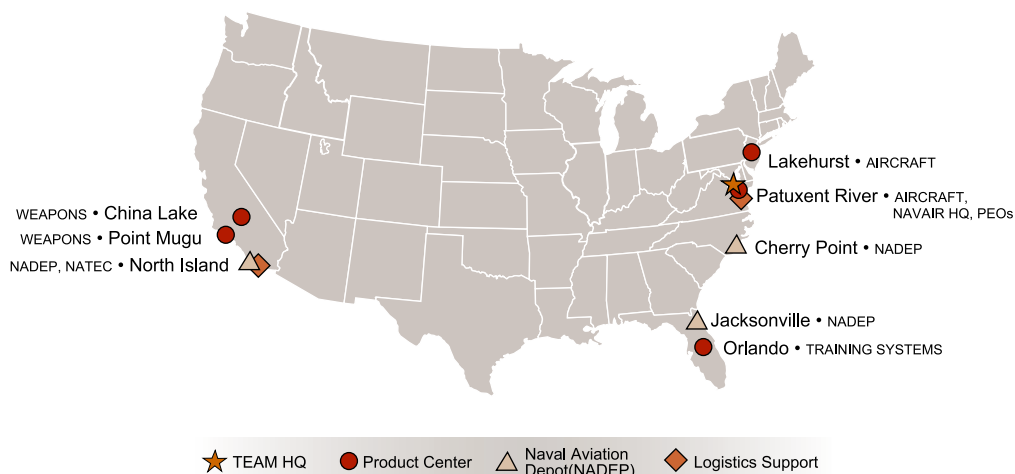 Lakehurst • AIRCRAFT
Patuxent River • AIRCRAFT,
NAVAIR HQ, PEOs
WEAPONS • China Lake
WEAPONS • Point Mugu
Cherry Point • NADEP
NADEP, NATEC • North Island
Jacksonville • NADEP
Orlando • TRAINING SYSTEMS
TEAM HQ
Product Center
Naval Aviation
Depot(NADEP)
Logistics Support